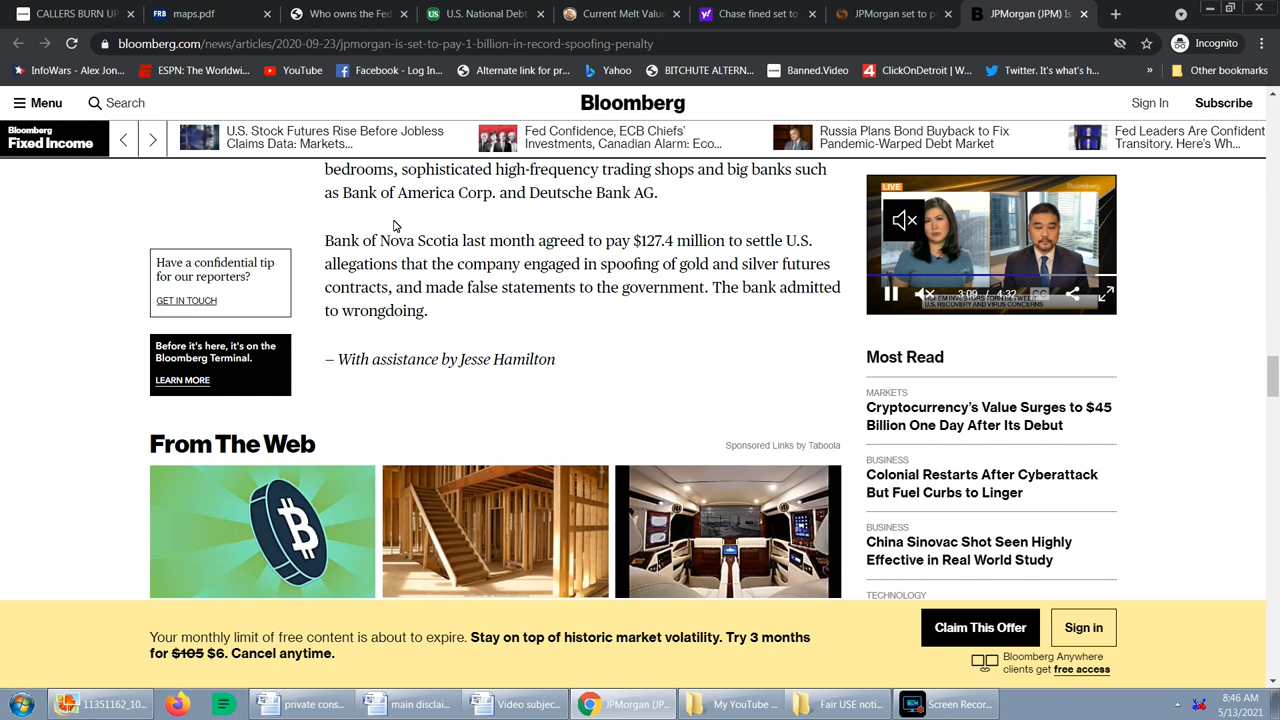 CALLERS BURN UP
maps.pdf
Who owns the Fed
U.S. National Debt
Current Melt Value
Chase fined set to
JPMorgan set to p
JPMorgan (JPM) Is
bloomberg.com/news/articles/2020-09-23/jpmorgan-is-set-to-pay-1-billion-in-record-spoofing-penalty
Incognito
InfoWars - Alex Jon...
ESPN: The Worldwi...
YouTube
Facebook - Log In...
Alternate link for pr...
Yahoo
BITCHUTE ALTERN...
Banned.Video
ClickOnDetroit | W...
Twitter. It's what's h...
»
Other bookmarks
Menu
Search
Bloomberg
Sign In
Subscribe
Bloomberg
Fixed Income
U.S. Stock Futures Rise Before Jobless
Claims Data: Markets...
Fed Confidence, ECB Chiefs'
Investments, Canadian Alarm: Eco...
Russia Plans Bond Buyback to Fix
Pandemic-Warped Debt Market
Fed Leaders Are Confident
Transitory. Here's Wh...
bedrooms, sophisticated high-frequency trading shops and big banks such
as Bank of America Corp. and Deutsche Bank AG.
Bank of Nova Scotia last month agreed to pay $127.4 million to settle U.S.
allegations that the company engaged in spoofing of gold and silver futures
contracts, and made false statements to the government. The bank admitted
to wrongdoing.
– With assistance by Jesse Hamilton
Have a confidential tip
for our reporters?
GET IN TOUCH
Before it's here, it's on the
Bloomberg Terminal.
LEARN MORE
LIVE
Bloomberg
3:09 / 4:32
CC
U.S. RECOVERY AND VIRUS CONCERNS
Most Read
MARKETS
Cryptocurrency's Value Surges to $45
Billion One Day After Its Debut
BUSINESS
Colonial Restarts After Cyberattack
But Fuel Curbs to Linger
BUSINESS
China Sinovac Shot Seen Highly
Effective in Real World Study
TECHNOLOGY
From The Web
Sponsored Links by Taboola
Your monthly limit of free content is about to expire. Stay on top of historic market volatility. Try 3 months
for $105 $6. Cancel anytime.
Claim This Offer
Sign in
Bloomberg Anywhere
clients get free access
11351162_10...
private cons...
main disclai...
Video subjec...
JPMorgan (JP...
My YouTube ...
Fair USE noti...
Screen Recor...
8:46 AM
5/13/2021